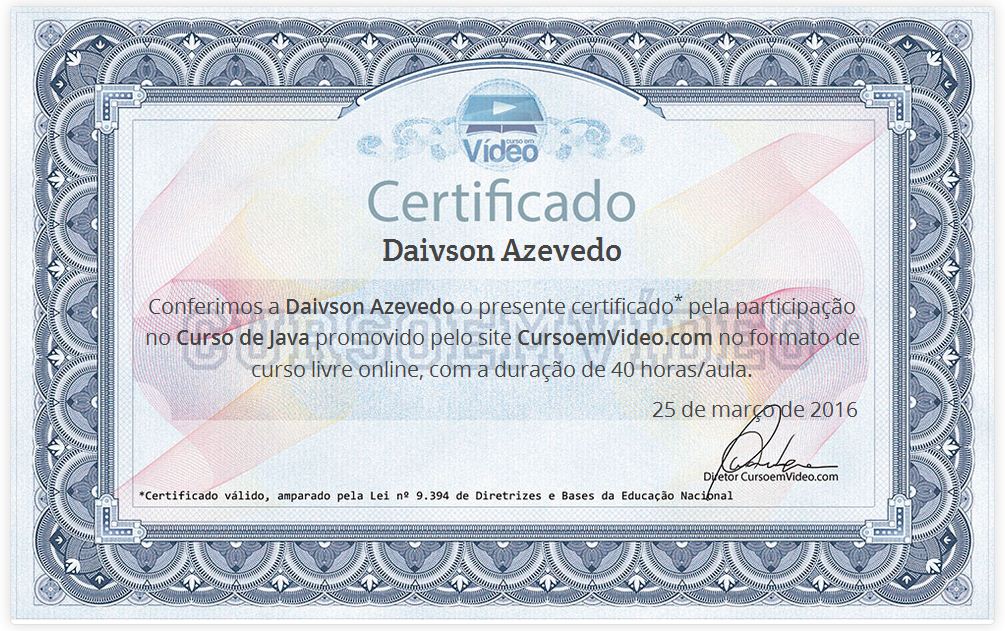 curso em
Vídeo
Certificado
Daivson Azevedo
Conferimos a Daivson Azevedo o presente certificado* pela participação
no Curso de Java promovido pelo site CursoemVideo.com no formato de
curso livre online, com a duração de 40 horas/aula.
CURSOEMVÍDEO
25 de março de 2016
Diretor CursoemVideo.com
*Certificado válido, amparado pela Lei nº 9.394 de Diretrizes e Bases da Educação Nacional